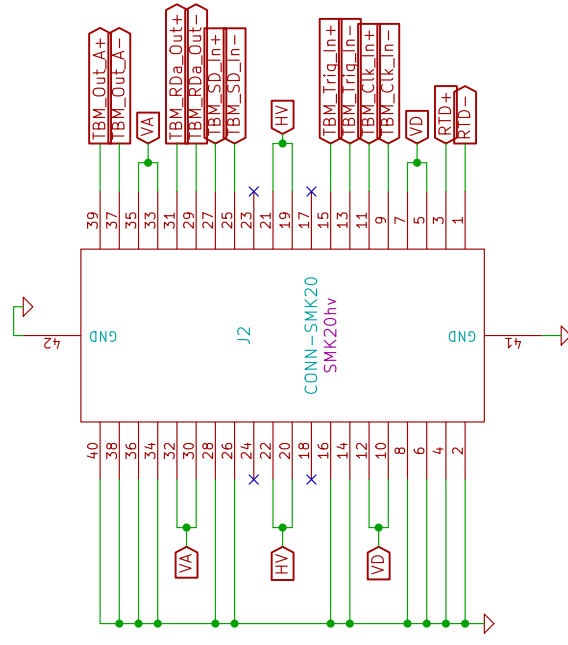 TBM_Out_A+
TBM_Out_A-
VA
TBM_RDa_Out+
TBM_RDa_Out-
TBM_SD_In+
TBM_SD_In-
HV
TBM_Trig_In+
TBM_Trig_In-
TBM_Clk_In+
TBM_Clk_In-
VD
RTD+
RTD-
39
37
35
33
31
29
27
25
23
21
19
17
15
13
11
9
7
5
3
1
42
GND
J2
CONN-SMK20
SMK20hv
GND
41
40
38
36
34
32
30
28
26
24
22
20
18
16
14
12
10
8
6
4
2
VA
HV
VD